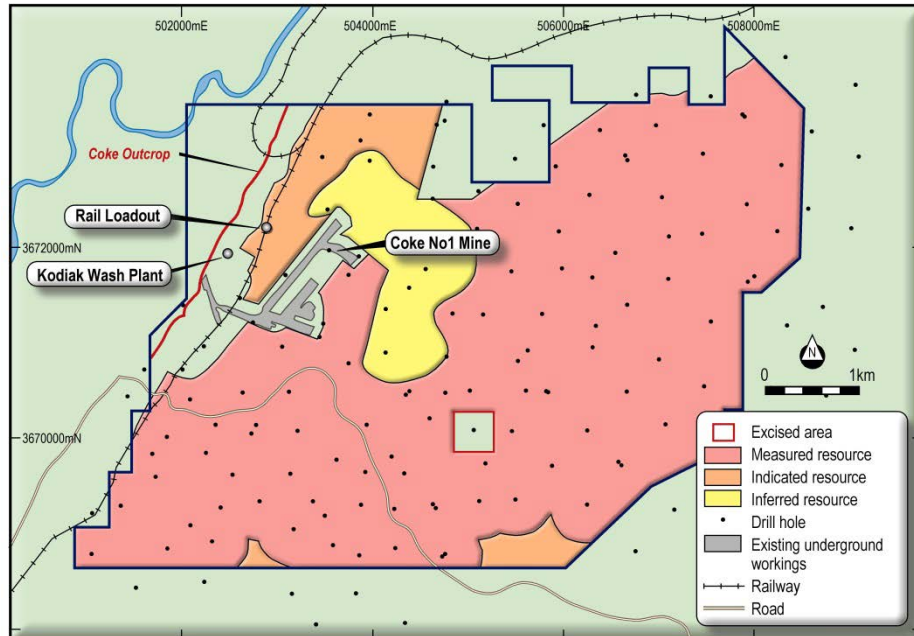 502000mE
504000mE
506000mE
508000mE
Coke Outcrop
Rail Loadout
3672000mN
Coke No1 Mine
Kodiak Wash Plant
N
0
1km
3670000mN
Excised area
Measured resource
Indicated resource
Inferred resource
Drill hole
Existing underground
workings
Railway
Road